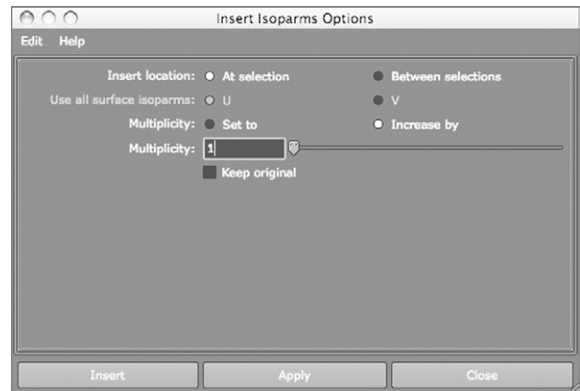 Insert Isoparms Options
Edit Help
Insert location: At selection Between selections
Use all surface isoparms: U V
Multiplicity: Set to Increase by
Multiplicity: 1
Keep original
Insert Apply Close